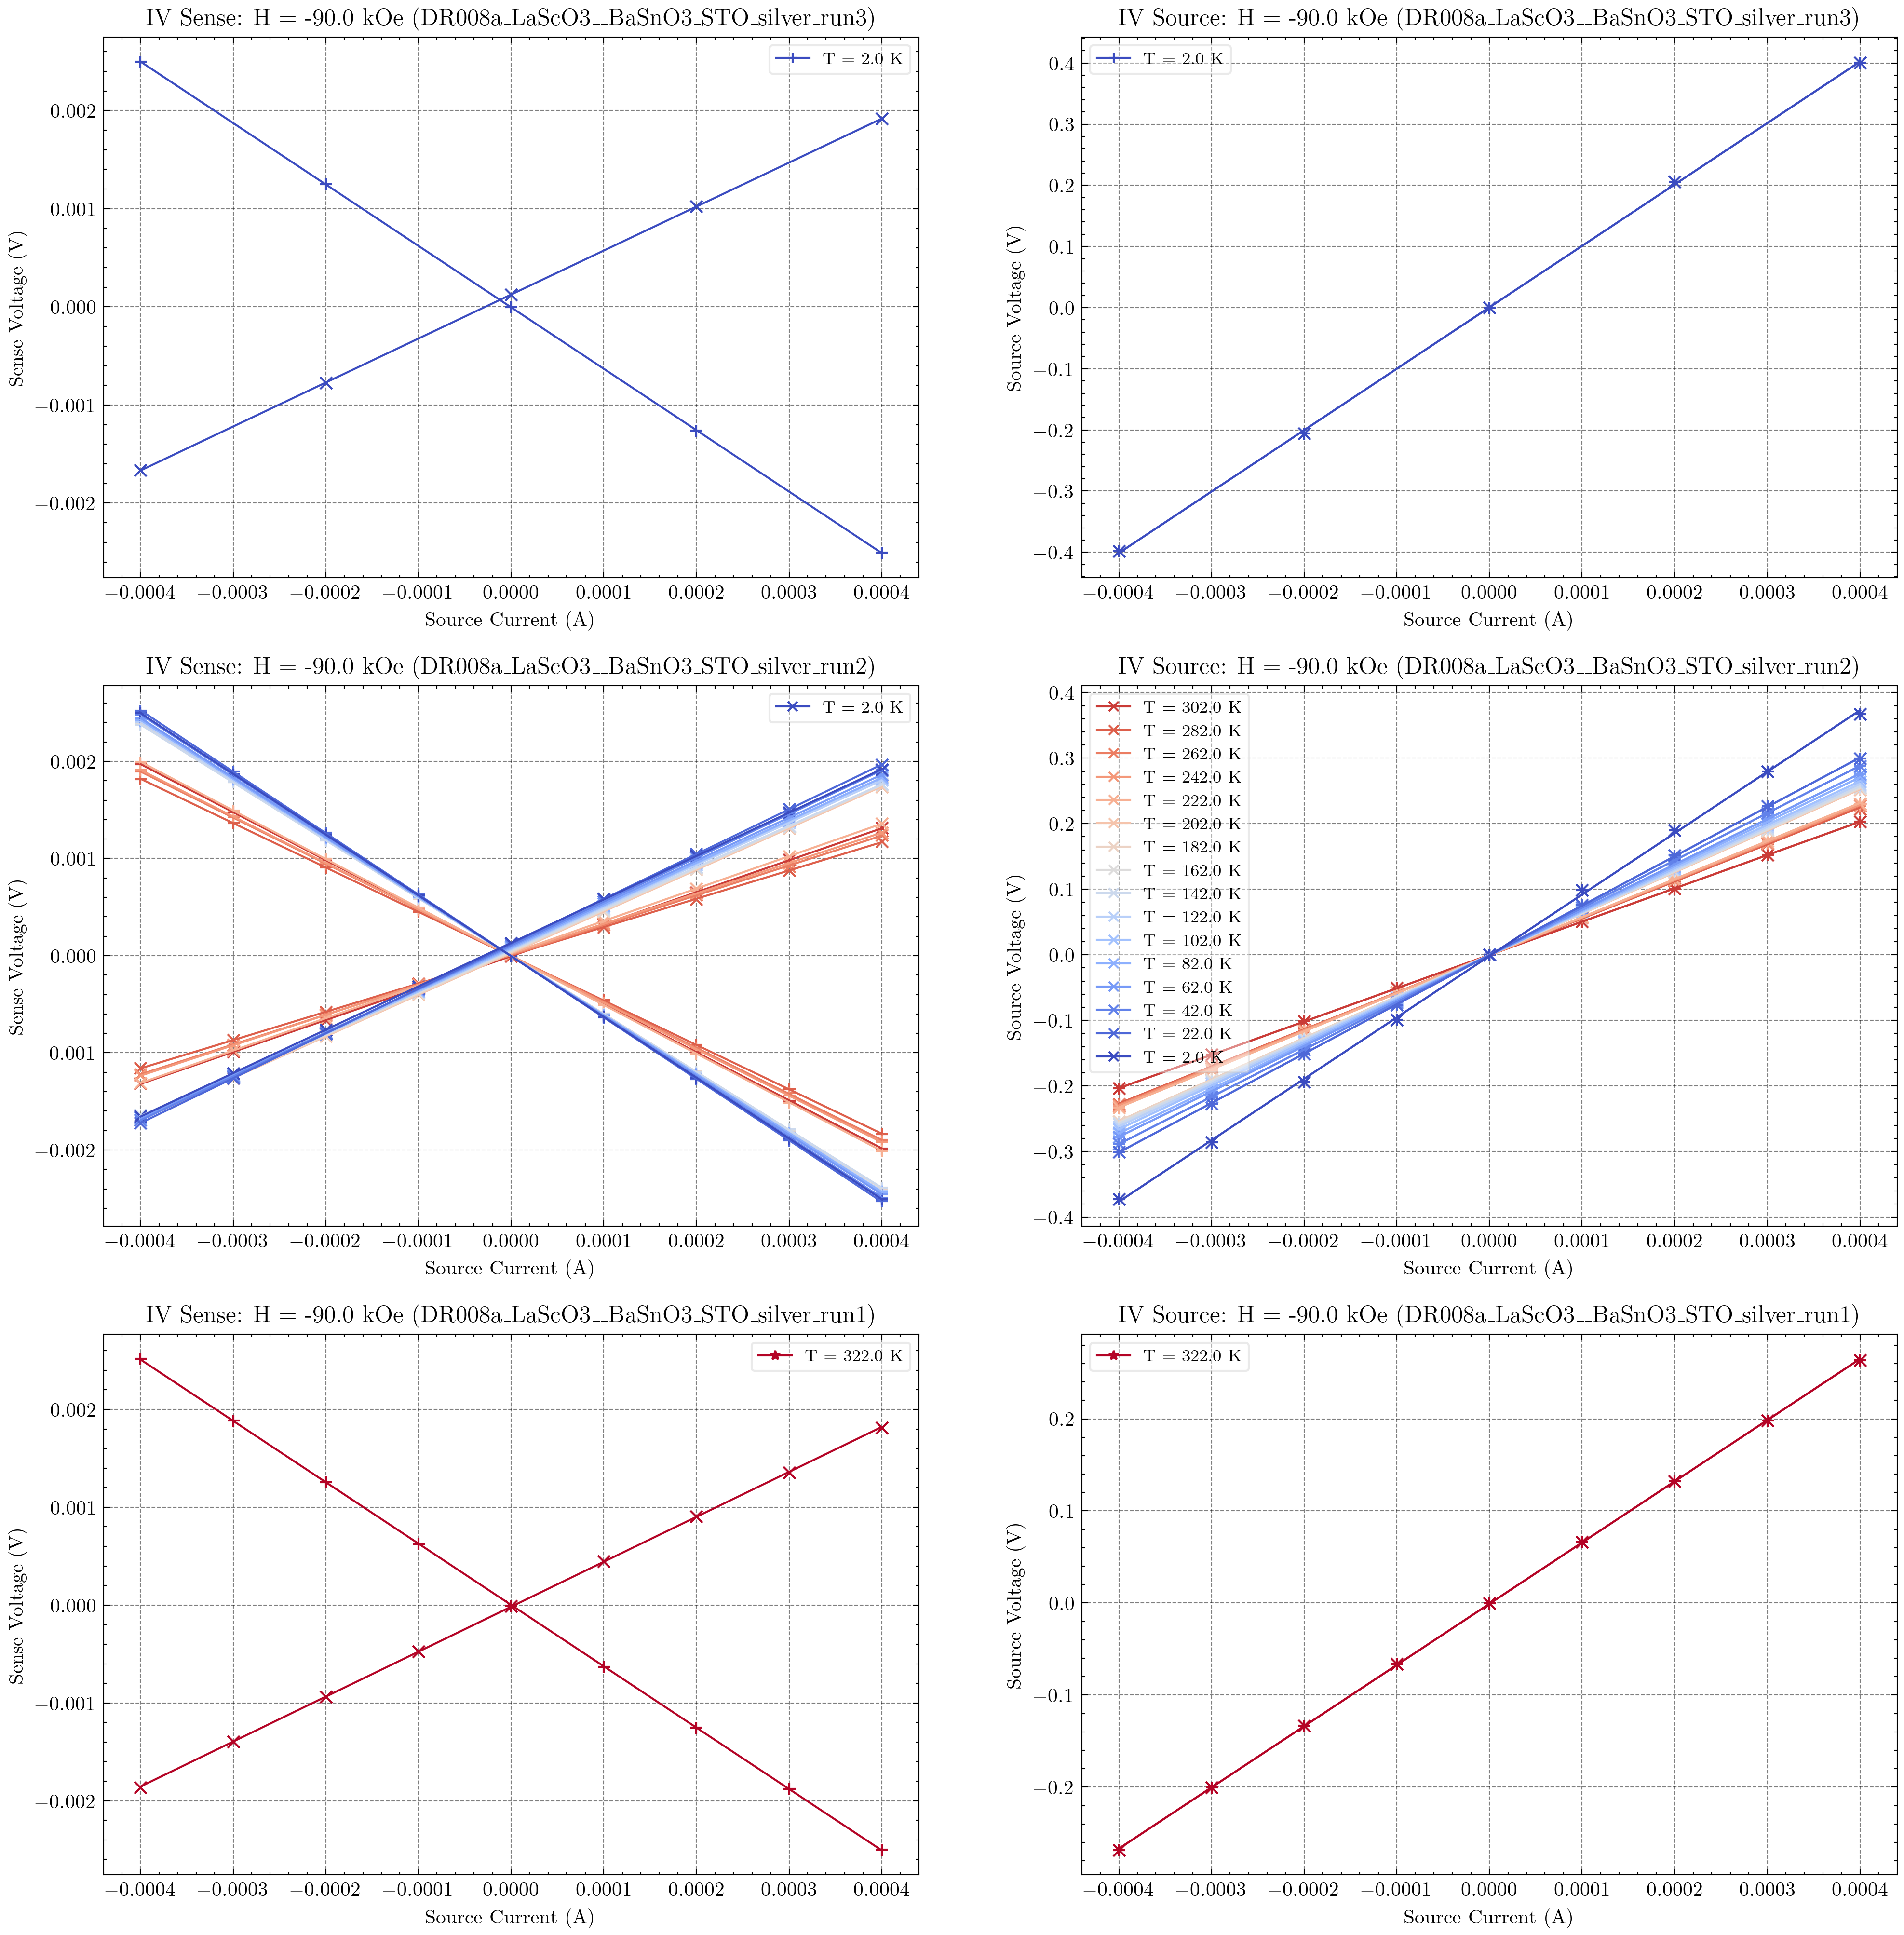 IV Sense: H = -90.0 kOe (DR008a_LaScO3__BaSnO3_STO_silver_run3)
T = 2.0 K
0.002
0.001
0.000
−0.001
−0.002
Sense Voltage (V)
−0.0004 −0.0003 −0.0002 −0.0001 0.0000 0.0001 0.0002 0.0003 0.0004
Source Current (A)
IV Source: H = -90.0 kOe (DR008a_LaScO3__BaSnO3_STO_silver_run3)
T = 2.0 K
0.4
0.3
0.2
0.1
0.0
−0.1
−0.2
−0.3
−0.4
Source Voltage (V)
−0.0004 −0.0003 −0.0002 −0.0001 0.0000 0.0001 0.0002 0.0003 0.0004
Source Current (A)
IV Sense: H = -90.0 kOe (DR008a_LaScO3__BaSnO3_STO_silver_run2)
T = 2.0 K
0.002
0.001
0.000
−0.001
−0.002
Sense Voltage (V)
−0.0004 −0.0003 −0.0002 −0.0001 0.0000 0.0001 0.0002 0.0003 0.0004
Source Current (A)
IV Source: H = -90.0 kOe (DR008a_LaScO3__BaSnO3_STO_silver_run2)
T = 302.0 K
T = 282.0 K
T = 262.0 K
T = 242.0 K
T = 222.0 K
T = 202.0 K
T = 182.0 K
T = 162.0 K
T = 142.0 K
T = 122.0 K
T = 102.0 K
T = 82.0 K
T = 62.0 K
T = 42.0 K
T = 22.0 K
T = 2.0 K
0.4
0.3
0.2
0.1
0.0
−0.1
−0.2
−0.3
−0.4
Source Voltage (V)
−0.0004 −0.0003 −0.0002 −0.0001 0.0000 0.0001 0.0002 0.0003 0.0004
Source Current (A)
IV Sense: H = -90.0 kOe (DR008a_LaScO3__BaSnO3_STO_silver_run1)
T = 322.0 K
0.002
0.001
0.000
−0.001
−0.002
Sense Voltage (V)
−0.0004 −0.0003 −0.0002 −0.0001 0.0000 0.0001 0.0002 0.0003 0.0004
Source Current (A)
IV Source: H = -90.0 kOe (DR008a_LaScO3__BaSnO3_STO_silver_run1)
T = 322.0 K
0.2
0.1
0.0
−0.1
−0.2
Source Voltage (V)
−0.0004 −0.0003 −0.0002 −0.0001 0.0000 0.0001 0.0002 0.0003 0.0004
Source Current (A)